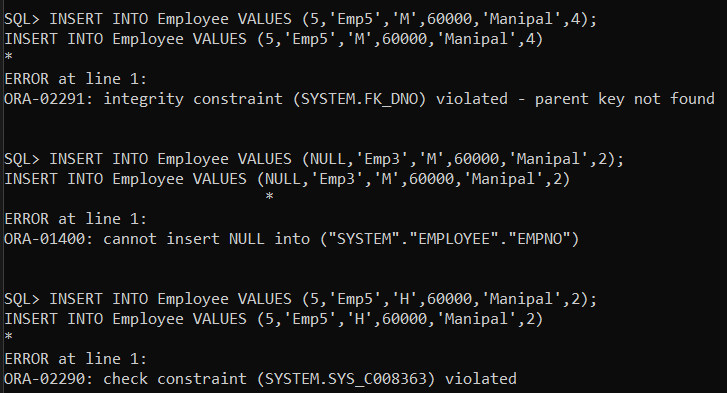 SQL> INSERT INTO Employee VALUES (5,'Emp5','M',60000,'Manipal',4);
INSERT INTO Employee VALUES (5,'Emp5','M',60000,'Manipal',4)
*
ERROR at line 1:
ORA-02291: integrity constraint (SYSTEM.FK_DNO) violated - parent key not found
SQL> INSERT INTO Employee VALUES (NULL,'Emp3','M',60000,'Manipal',2);
INSERT INTO Employee VALUES (NULL,'Emp3','M',60000,'Manipal',2)
*
ERROR at line 1:
ORA-01400: cannot insert NULL into ("SYSTEM"."EMPLOYEE"."EMPNO")
SQL> INSERT INTO Employee VALUES (5,'Emp5','H',60000,'Manipal',2);
INSERT INTO Employee VALUES (5,'Emp5','H',60000,'Manipal',2)
*
ERROR at line 1:
ORA-02290: check constraint (SYSTEM.SYS_C008363) violated